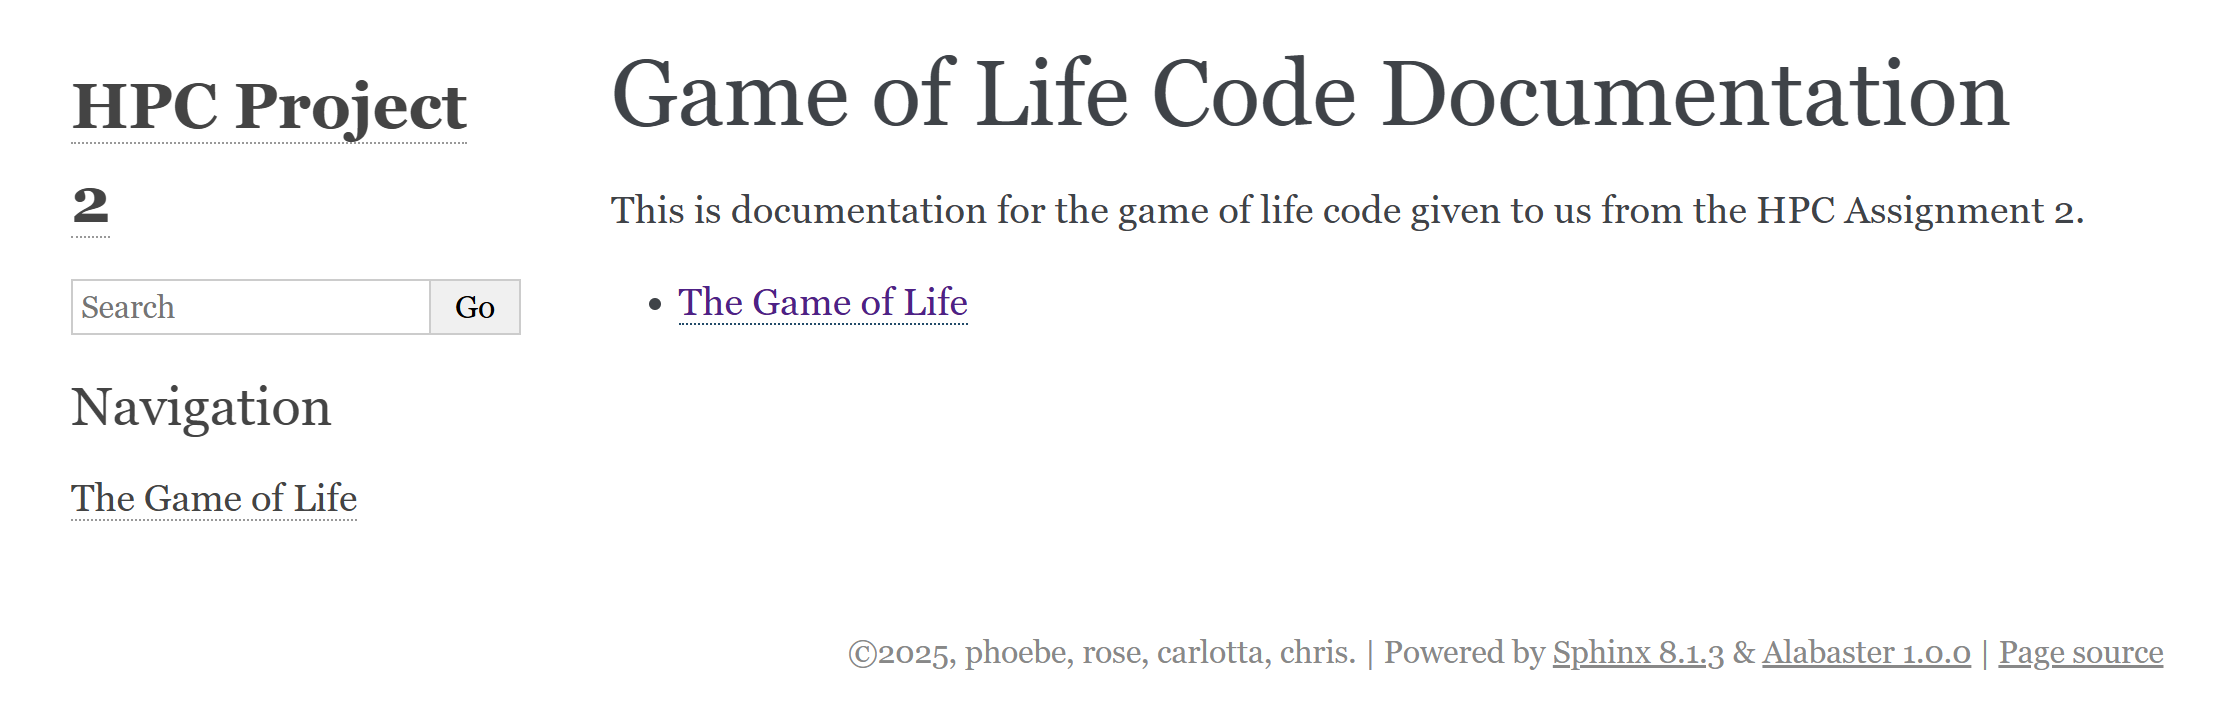 HPC Project
2
Search
Go
Navigation
The Game of Life
Game of Life Code Documentation
This is documentation for the game of life code given to us from the HPC Assignment 2.
• The Game of Life
©2025, phoebe, rose, carlotta, chris. | Powered by Sphinx 8.1.3 & Alabaster 1.0.0 | Page source